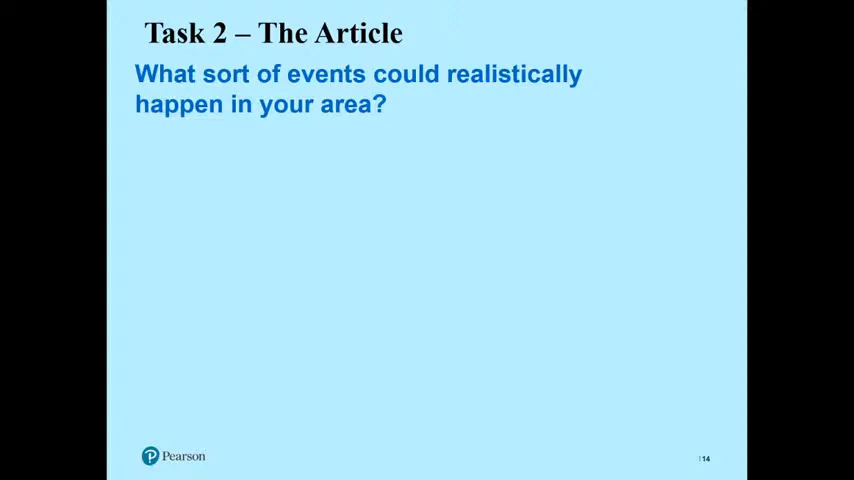 Task 2 – The Article
What sort of events could realistically
happen in your area?
Pearson
14